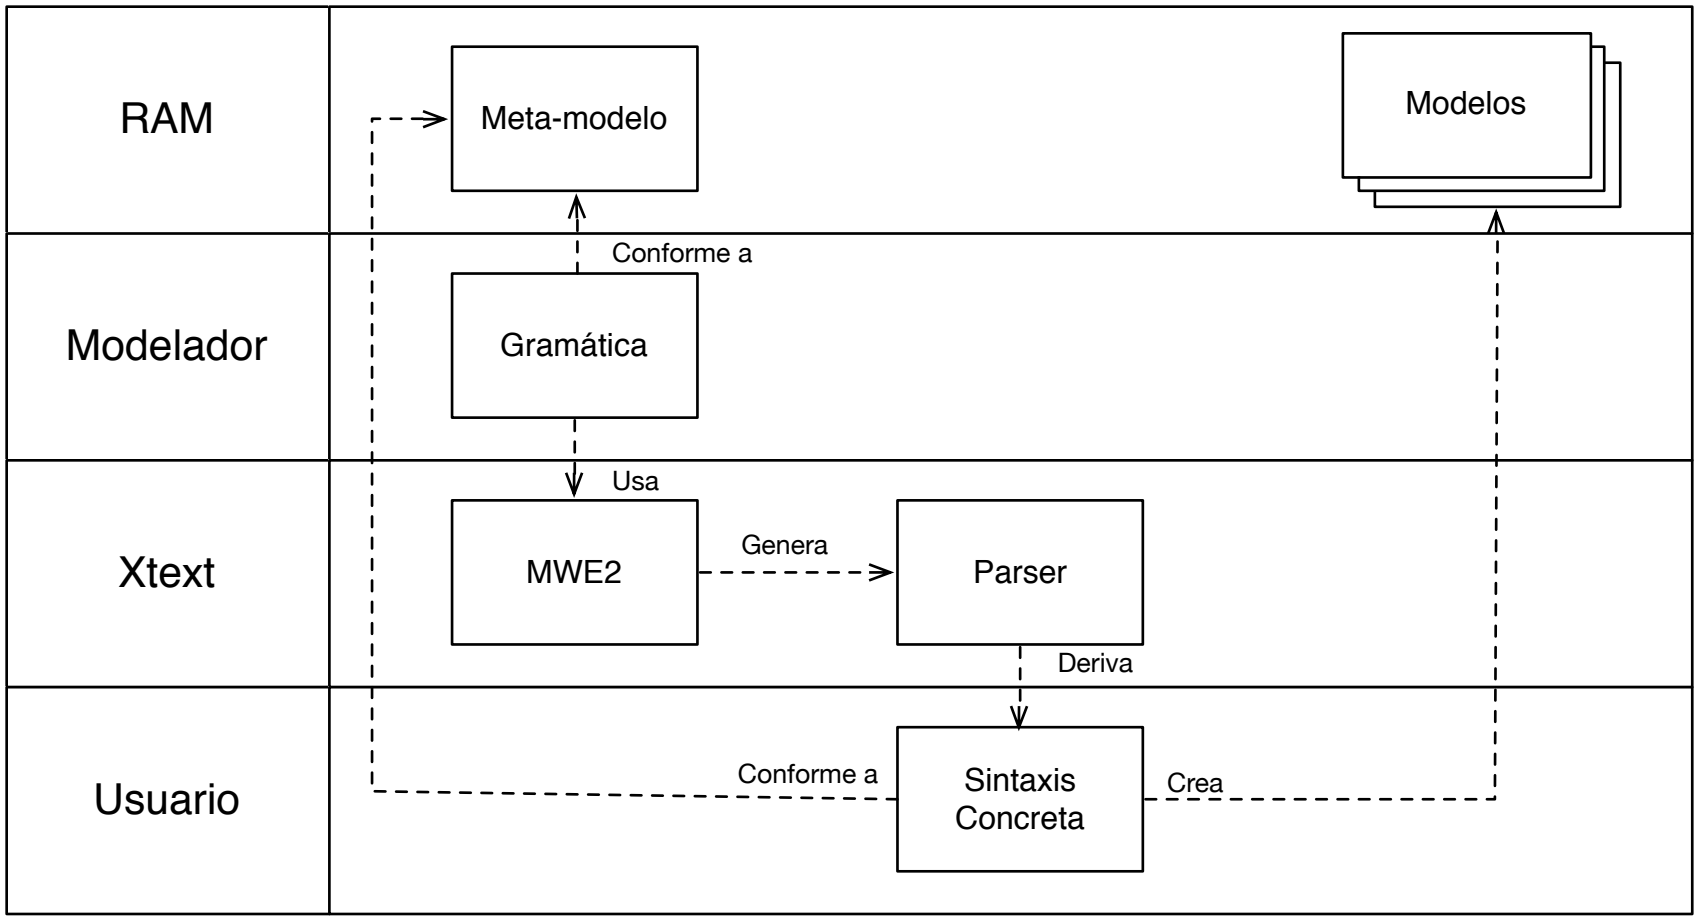 RAM
Meta-modelo
Modelos
Conforme a
Modelador
Gramática
Usa
Xtext
MWE2
Genera
Parser
Deriva
Usuario
Conforme a
Sintaxis
Concreta
Crea